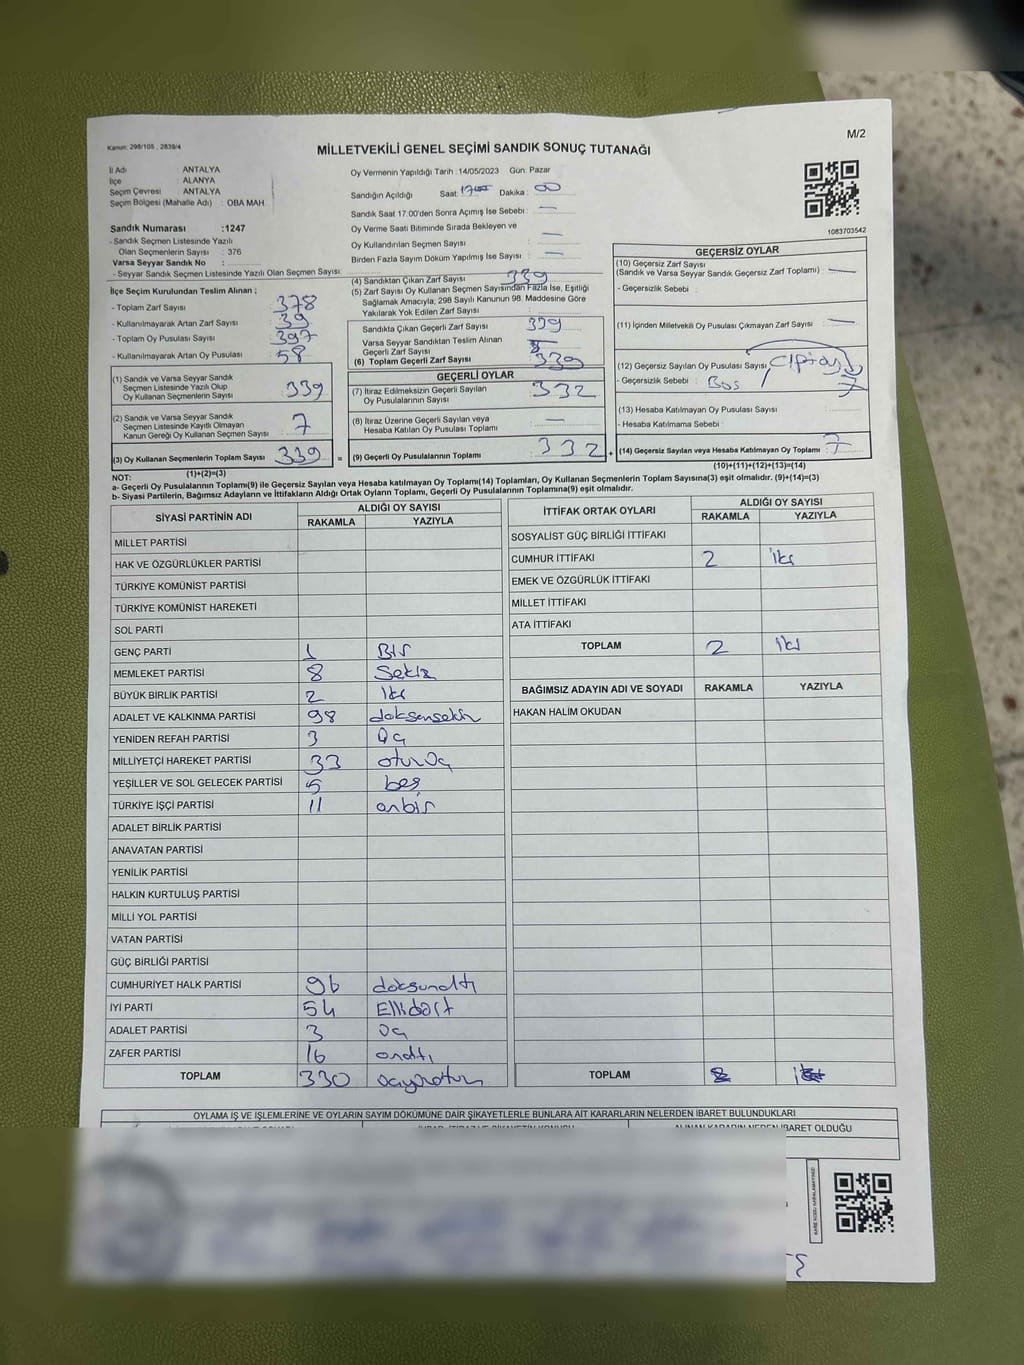 Kanun: 298/105 , 2839/4
M/2
MİLLETVEKİLİ GENEL SEÇİMİ SANDIK SONUÇ TUTANAĞI
İl Adı ANTALYA
İlçe : ALANYA
Seçim Çevresi : ANTALYA
Seçim Bölgesi (Mahalle Adı) : OBA MAH.
Sandık Numarası :1247
- Sandık Seçmen Listesinde Yazılı
Olan Seçmenlerin Sayısı : 376
Varsa Seyyar Sandık No :
- Seyyar Sandık Seçmen Listesinde Yazılı Olan Seçmen Sayısı:
Oy Vermenin Yapıldığı Tarih :14/05/2023 Gün: Pazar
Sandığın Açıldığı Saat: Dakika : 00
Sandık Saat 17.00'den Sonra Açımış İse Sebebi : —
Oy Verme Saati Bitiminde Sırada Bekleyen ve
Oy Kullandırılan Seçmen Sayısı : —
Birden Fazla Sayım Döküm Yapılmış İse Sayısı : —
1083703542
İlçe Seçim Kurulundan Teslim Alınan ;
- Toplam Zarf Sayısı : 378
- Kullanılmayarak Artan Zarf Sayısı : 39
- Toplam Oy Pusulası Sayısı : 397
- Kullanılmayarak Artan Oy Pusulası : 58
(1) Sandık ve Varsa Seyyar Sandık
Seçmen Listesinde Yazılı Olup
Oy Kullanan Seçmenlerin Sayısı : 339
(2) Sandık ve Varsa Seyyar Sandık
Seçmen Listesinde Kayıtlı Olmayan
Kanun Gereği Oy Kullanan Seçmen Sayısı : 7
(3) Oy Kullanan Seçmenlerin Toplam Sayısı : 339
(1)+(2)=(3)
(4) Sandıktan Çıkan Zarf Sayısı : 339
(5) Zarf Sayısı Oy Kullanan Seçmen Sayısından Fazla İse, Eşitliği
Sağlamak Amacıyla; 298 Sayılı Kanunun 98. Maddesine Göre
Yakılarak Yok Edilen Zarf Sayısı :
Sandıkta Çıkan Geçerli Zarf Sayısı : 339
Varsa Seyyar Sandıktan Teslim Alınan
Geçerli Zarf Sayısı :
(6) Toplam Geçerli Zarf Sayısı : 339
GEÇERLİ OYLAR
(7) İtiraz Edilmeksizin Geçerli Sayılan
Oy Pusulalarının Sayısı : 332
(8) İtiraz Üzerine Geçerli Sayılan veya
Hesaba Katılan Oy Pusulası Toplamı : —
= (9) Geçerli Oy Pusulalarının Toplamı : 332
GEÇERSİZ OYLAR
(10) Geçersiz Zarf Sayısı
(Sandık ve Varsa Seyyar Sandık Geçersiz Zarf Toplamı) : —
- Geçersizlik Sebebi :
(11) İçinden Milletvekili Oy Pusulası Çıkmayan Zarf Sayısı : —
(12) Geçersiz Sayılan Oy Pusulası Sayısı :
- Geçersizlik Sebebi : Bos 7
(13) Hesaba Katılmayan Oy Pusulası Sayısı :
- Hesaba Katılmama Sebebi :
+ (14) Geçersiz Sayılan veya Hesaba Katılmayan Oy Toplamı : 7
(10)+(11)+(12)+(13)=(14)
NOT:
a- Geçerli Oy Pusulalarının Toplamı(9) ile Geçersiz Sayılan veya Hesaba katılmayan Oy Toplamı(14) Toplamları, Oy Kullanan Seçmenlerin Toplam Sayısına(3) eşit olmalıdır. (9)+(14)=(3)
b- Siyasi Partilerin, Bağımsız Adayların ve İttifakların Aldığı Ortak Oyların Toplamı, Geçerli Oy Pusulalarının Toplamına(9) eşit olmalıdır.
SİYASİ PARTİNİN ADI ALDIĞI OY SAYISI
RAKAMLA YAZIYLA
MİLLET PARTİSİ
HAK VE ÖZGÜRLÜKLER PARTİSİ
TÜRKİYE KOMÜNİST PARTİSİ
TÜRKİYE KOMÜNİST HAREKETİ
SOL PARTİ
GENÇ PARTİ 1 Bir
MEMLEKET PARTİSİ 8 Sekiz
BÜYÜK BİRLİK PARTİSİ 2 iki
ADALET VE KALKINMA PARTİSİ 98 doksansekiz
YENİDEN REFAH PARTİSİ 3 Üç
MİLLİYETÇİ HAREKET PARTİSİ 33 otuzüç
YEŞİLLER VE SOL GELECEK PARTİSİ 5 beş
TÜRKİYE İŞÇİ PARTİSİ 11 onbir
ADALET BİRLİK PARTİSİ
ANAVATAN PARTİSİ
YENİLİK PARTİSİ
HALKIN KURTULUŞ PARTİSİ
MİLLİ YOL PARTİSİ
VATAN PARTİSİ
GÜÇ BİRLİĞİ PARTİSİ
CUMHURİYET HALK PARTİSİ 96 doksanaltı
İYİ PARTİ 54 Ellidört
ADALET PARTİSİ 3 üç
ZAFER PARTİSİ 16 onaltı
TOPLAM 330 üçyüzotuz
İTTİFAK ORTAK OYLARI ALDIĞI OY SAYISI
RAKAMLA YAZIYLA
SOSYALİST GÜÇ BİRLİĞİ İTTİFAKI
CUMHUR İTTİFAKI 2 iki
EMEK VE ÖZGÜRLÜK İTTİFAKI
MİLLET İTTİFAKI
ATA İTTİFAKI
TOPLAM 2 iki
BAĞIMSIZ ADAYIN ADI VE SOYADI RAKAMLA YAZIYLA
HAKAN HALİM OKUDAN
TOPLAM
OYLAMA İŞ VE İŞLEMLERİNE VE OYLARIN SAYIM DÖKÜMÜNE DAİR ŞİKAYETLERLE BUNLARA AİT KARARLARIN NELERDEN İBARET BULUNDUKLARI
ALINAN KARARIN NEDEN İBARET OLDUĞU